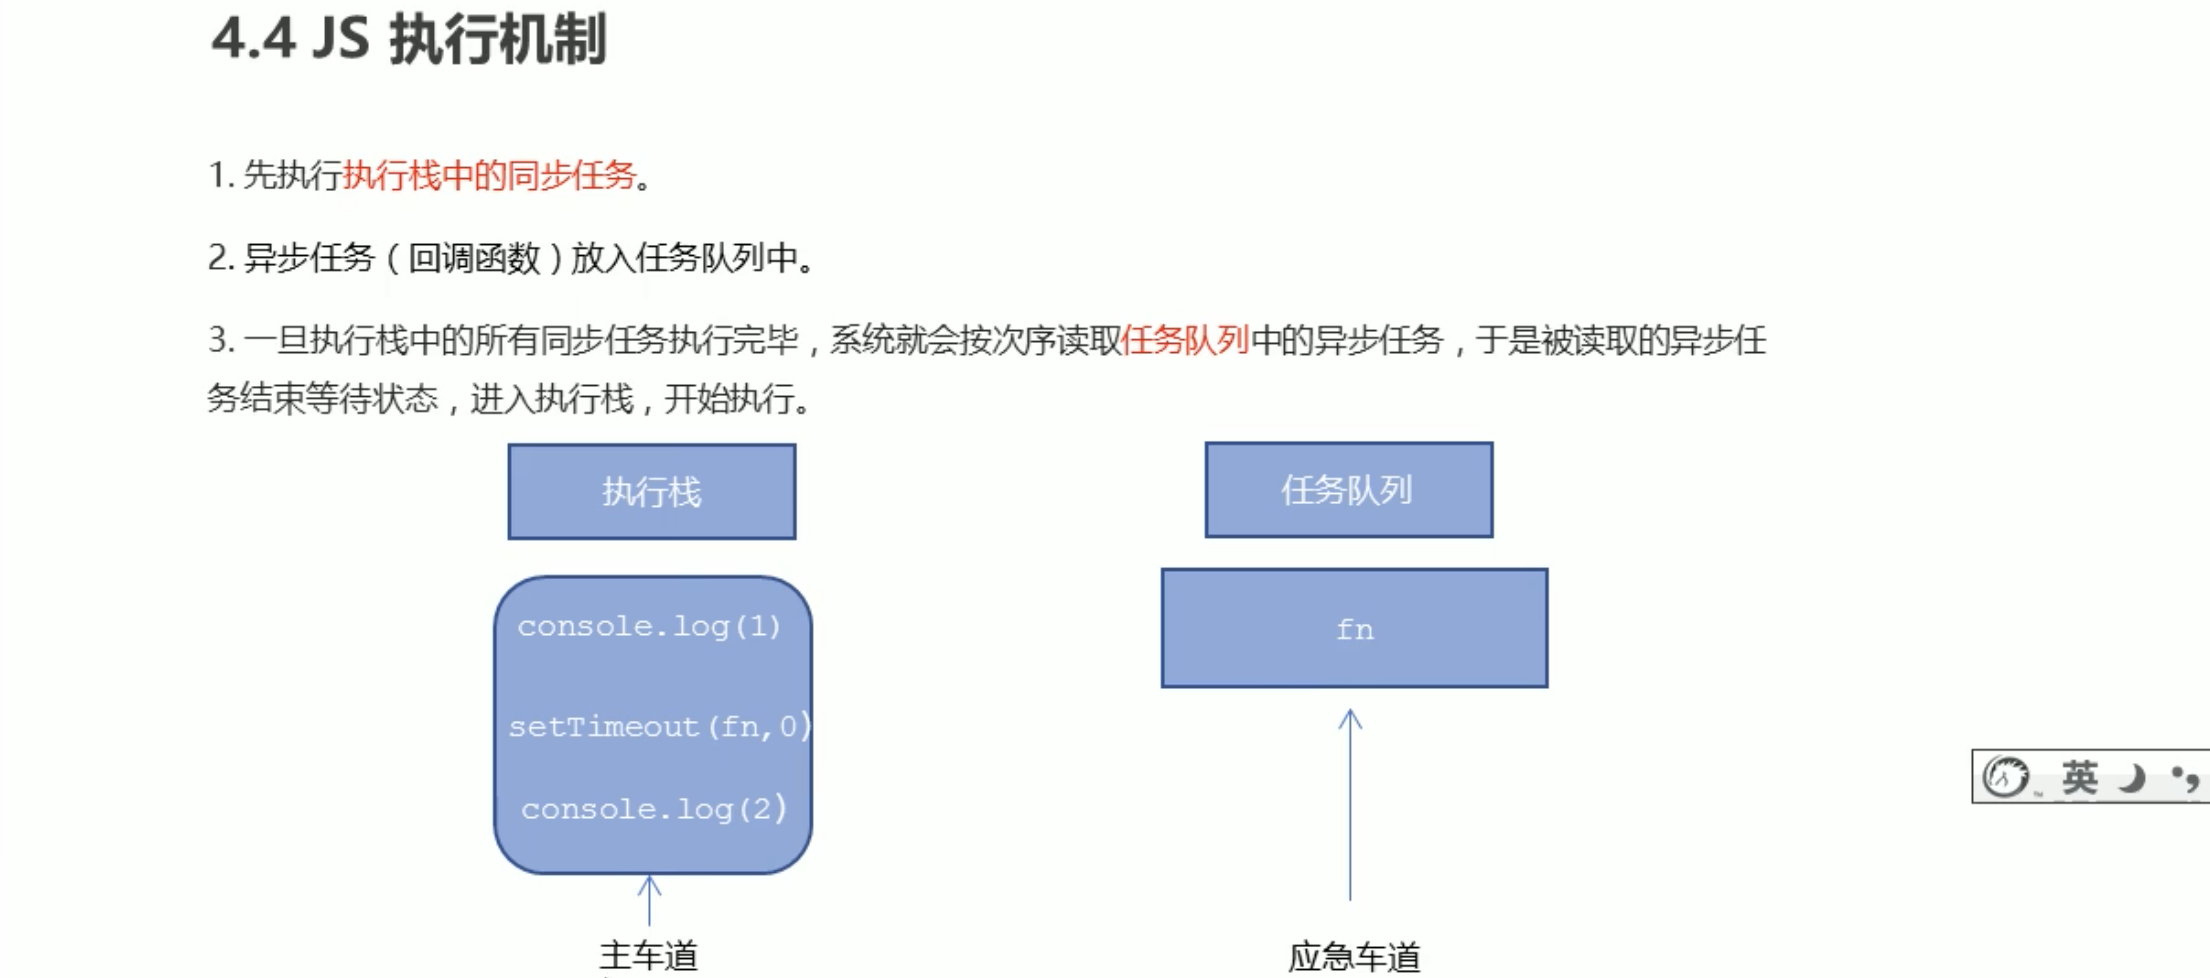 4.4 JS 执行机制
1. 先执行执行栈中的同步任务。
2. 异步任务（回调函数）放入任务队列中。
3. 一旦执行栈中的所有同步任务执行完毕，系统就会按次序读取任务队列中的异步任务，于是被读取的异步任
务结束等待状态，进入执行栈，开始执行。
执行栈
任务队列
console.log(1)
setTimeout(fn,0)
console.log(2)
fn
主车道
应急车道
英